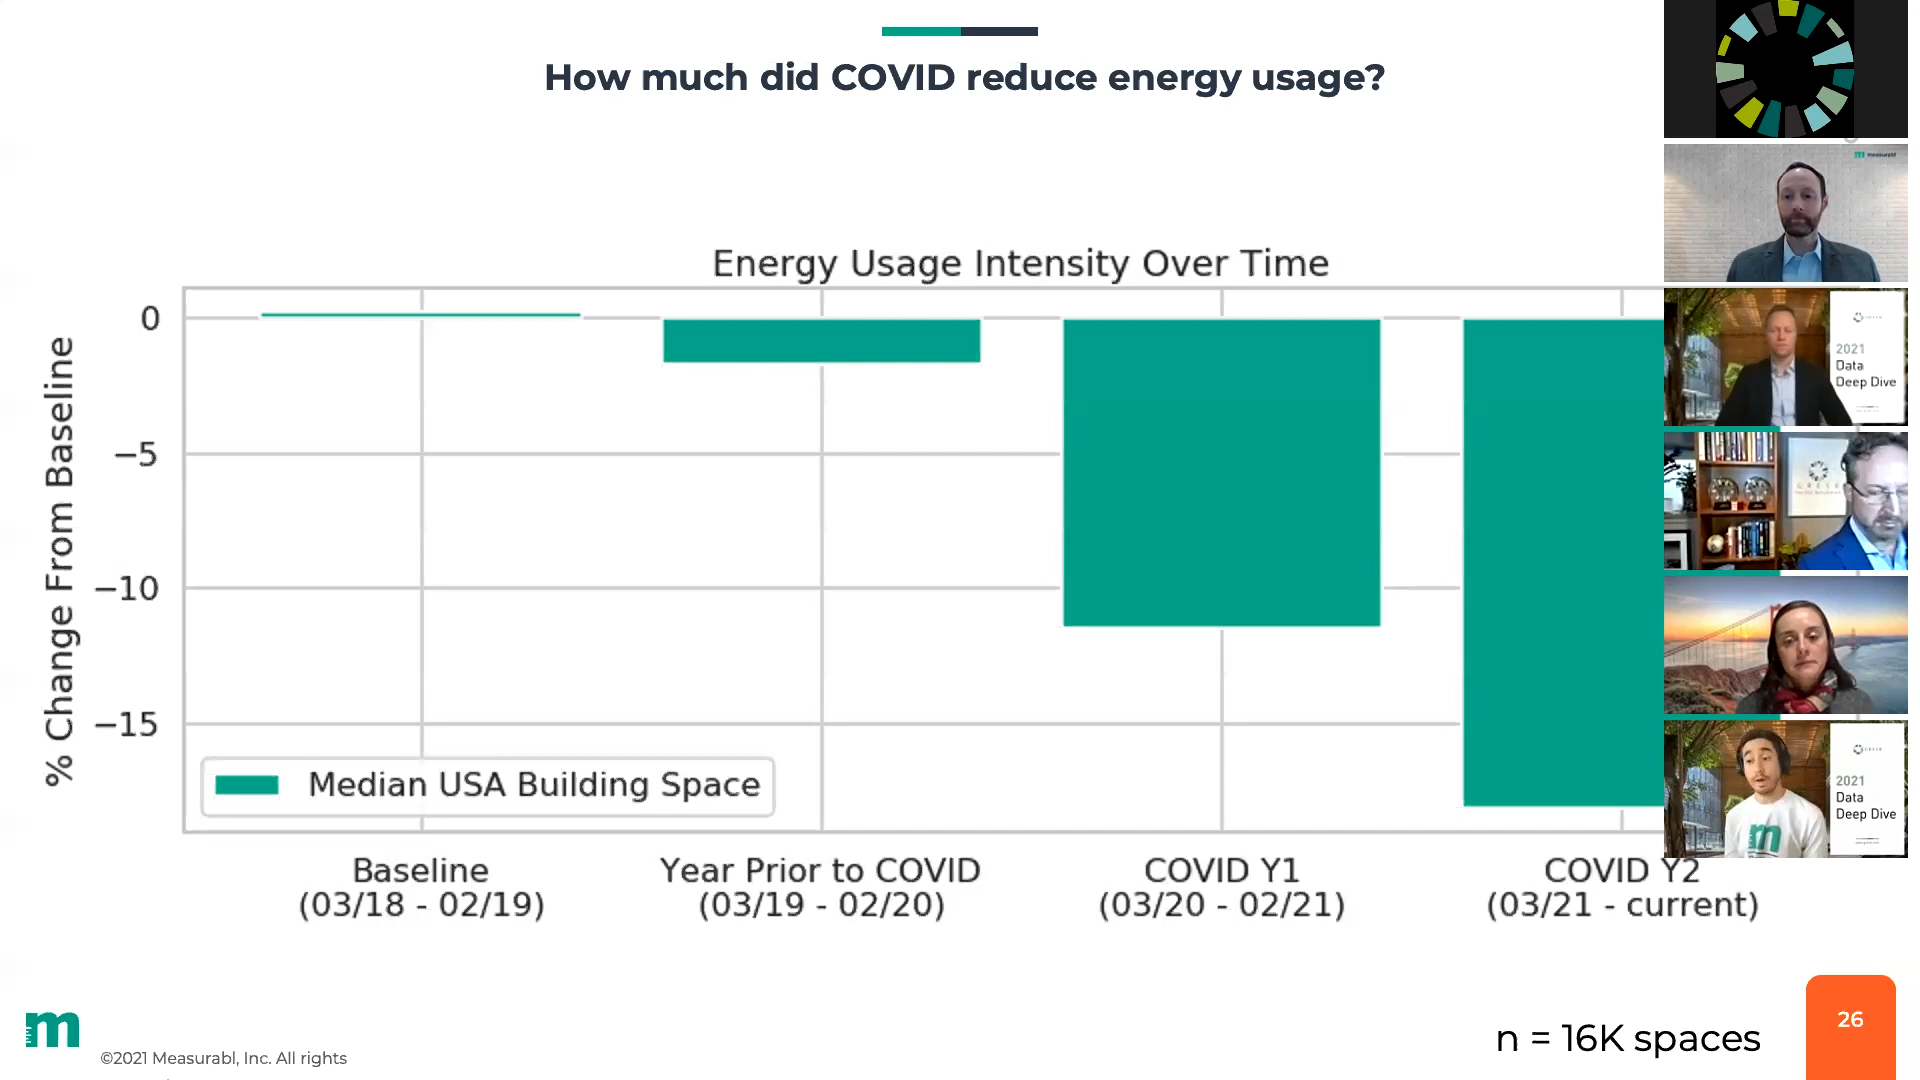 How much did COVID reduce energy usage?
measurabl
Energy Usage Intensity Over Time
% Change From Baseline
0
−5
−10
−15
Median USA Building Space
Baseline
(03/18 - 02/19)
Year Prior to COVID
(03/19 - 02/20)
COVID Y1
(03/20 - 02/21)
COVID Y2
(03/21 - current)
2021
Data
Deep Dive
GRESB
2021
Data
Deep Dive
m
m
©2021 Measurabl, Inc. All rights
n = 16K spaces
26